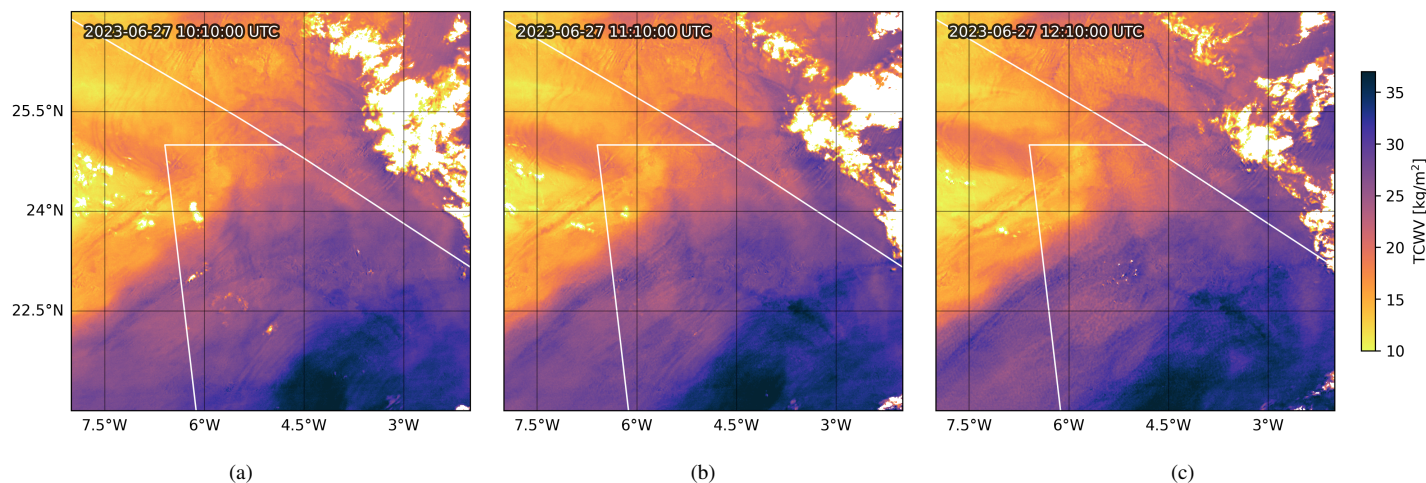 2023-06-27 10:10:00 UTC
2023-06-27 11:10:00 UTC
2023-06-27 12:10:00 UTC
25.5°N
24°N
22.5°N
7.5°W 6°W 4.5°W 3°W
7.5°W 6°W 4.5°W 3°W
7.5°W 6°W 4.5°W 3°W
35
30
25
20
15
10
TCWV [kg/m²]
(a)
(b)
(c)